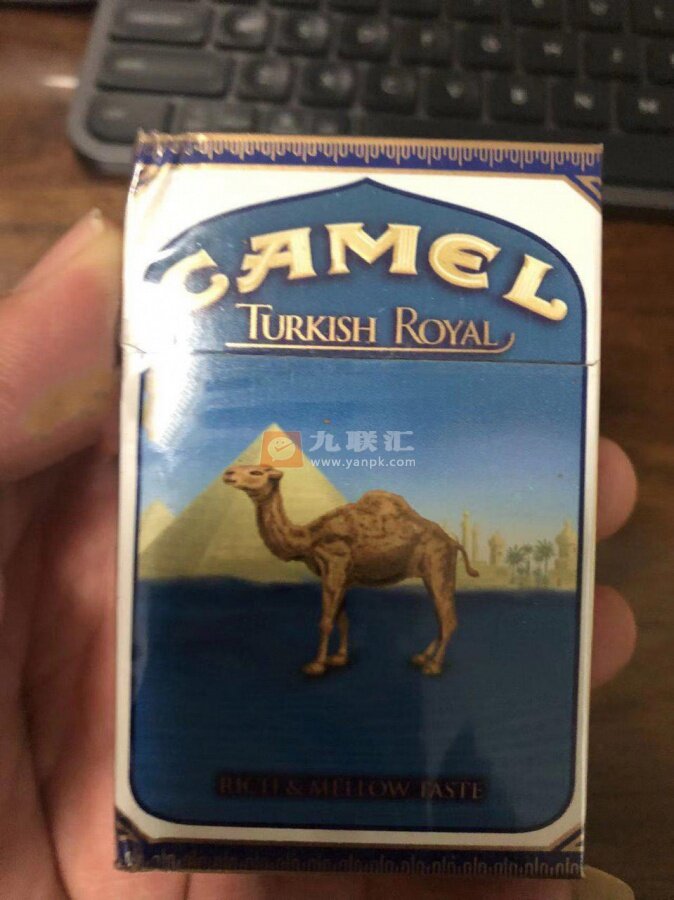 CAMEL
TURKISH ROYAL
九联汇
www.yanpk.com
RICH & MELLOW TASTE